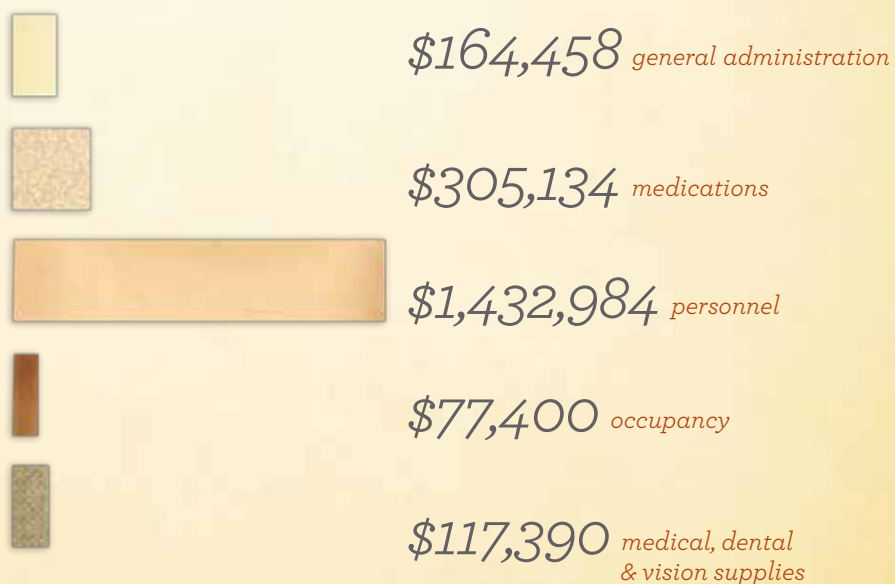 $164,458 general administration
$305,134 medications
$1,432,984 personnel
$77,400 occupancy
$117,390 medical, dental
& vision supplies